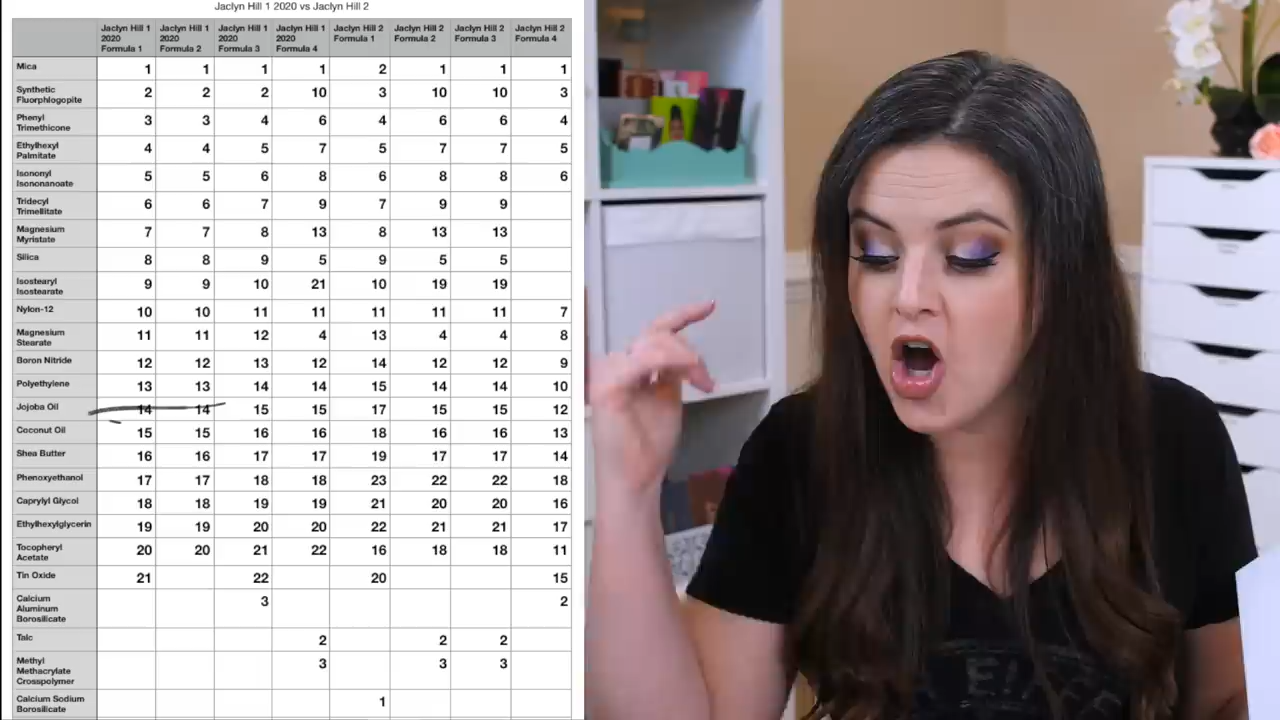 Jaclyn Hill 1 2020 vs Jaclyn Hill 2
Jaclyn Hill 1 2020 Formula 1 Jaclyn Hill 1 2020 Formula 2 Jaclyn Hill 1 2020 Formula 3 Jaclyn Hill 1 2020 Formula 4 Jaclyn Hill 2 Formula 1 Jaclyn Hill 2 Formula 2 Jaclyn Hill 2 Formula 3 Jaclyn Hill 2 Formula 4
Mica 1 1 1 1 2 1 1 1
Synthetic Fluorphlogopite 2 2 2 10 3 10 10 3
Phenyl Trimethicone 3 3 4 6 4 6 6 4
Ethylhexyl Palmitate 4 4 5 7 5 7 7 5
Isononyl Isononanoate 5 5 6 8 6 8 8 6
Tridecyl Trimellitate 6 6 7 9 7 9 9
Magnesium Myristate 7 7 8 13 8 13 13
Silica 8 8 9 5 9 5 5
Isostearyl Isostearate 9 9 10 21 10 19 19
Nylon-12 10 10 11 11 11 11 11 7
Magnesium Stearate 11 11 12 4 13 4 4 8
Boron Nitride 12 12 13 12 14 12 12 9
Polyethylene 13 13 14 14 15 14 14 10
Jojoba Oil 14 14 15 15 17 15 15 12
Coconut Oil 15 15 16 16 18 16 16 13
Shea Butter 16 16 17 17 19 17 17 14
Phenoxyethanol 17 17 18 18 23 22 22 18
Caprylyl Glycol 18 18 19 19 21 20 20 16
Ethylhexylglycerin 19 19 20 20 22 21 21 17
Tocopheryl Acetate 20 20 21 22 16 18 18 11
Tin Oxide 21 22 20 15
Calcium Aluminum Borosilicate 3 2
Talc 2 2 2
Methyl Methacrylate Crosspolymer 3 3 3
Calcium Sodium Borosilicate 1